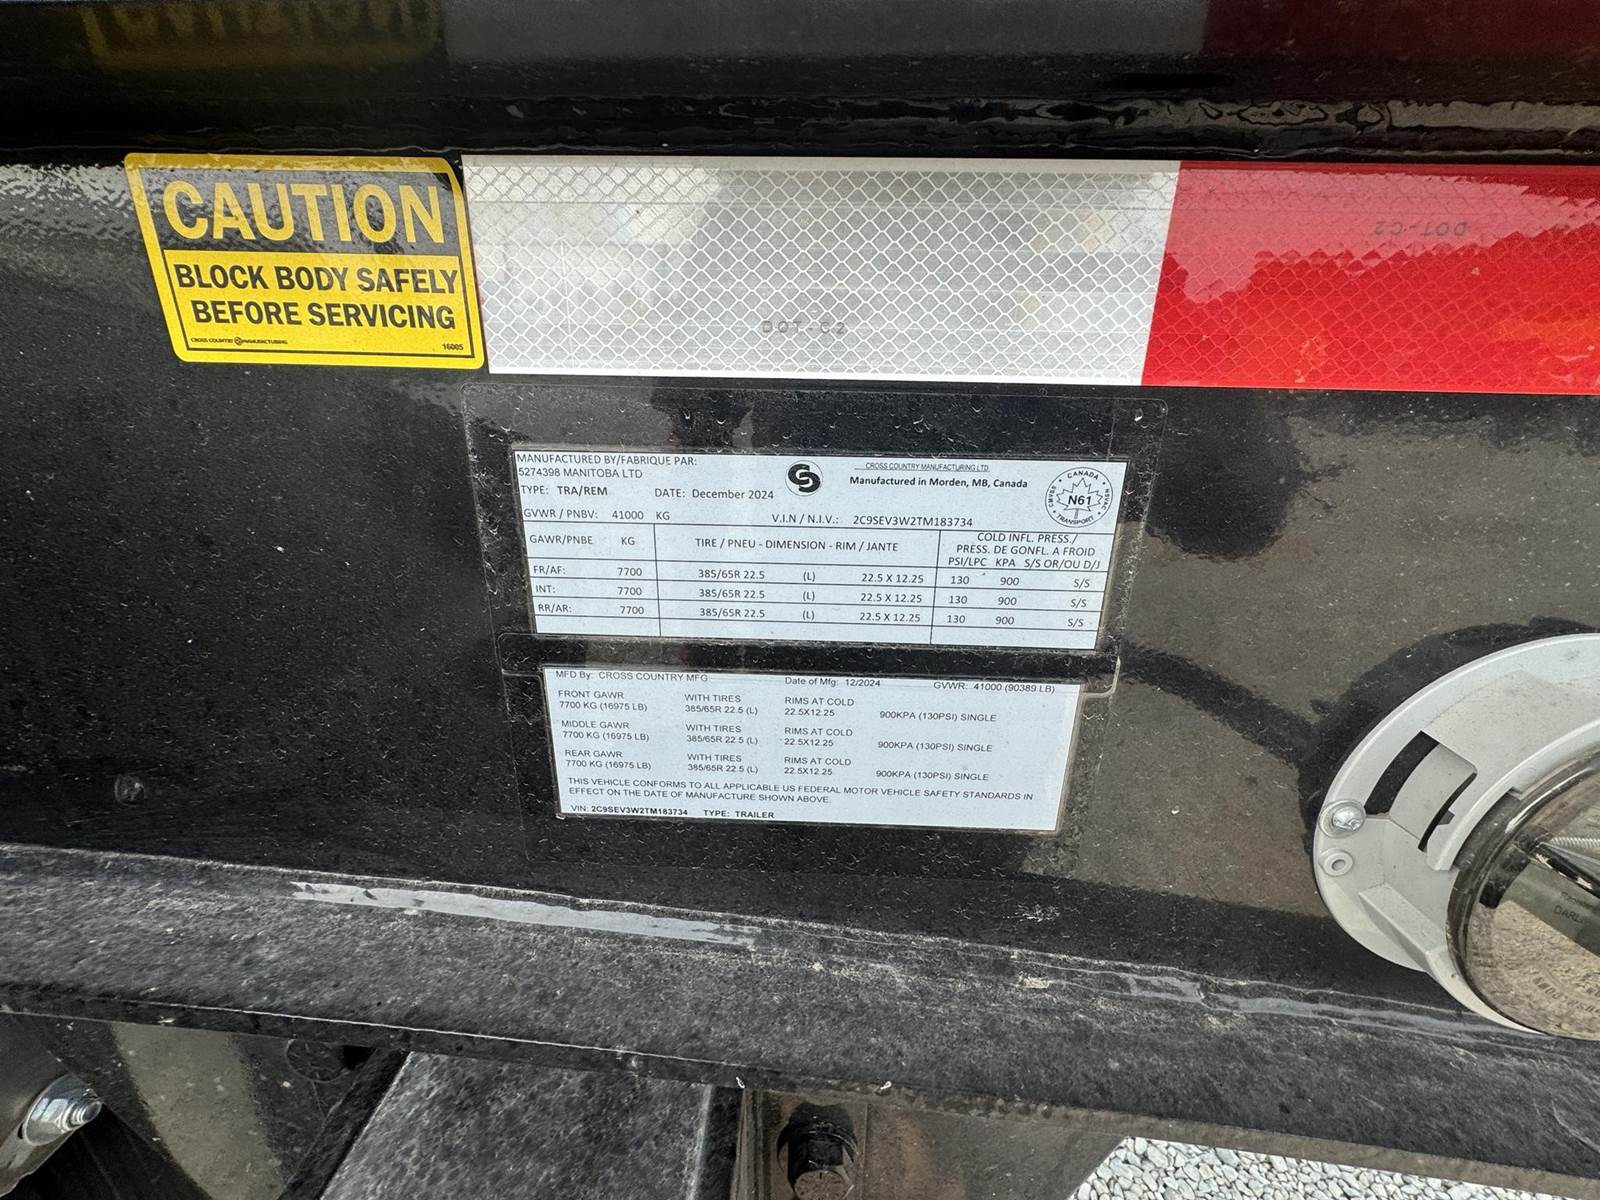 CAUTION
BLOCK BODY SAFELY
BEFORE SERVICING
CROSS COUNTRY MANUFACTURING
16005
DOT-C2
DOT-C2
MANUFACTURED BY/FABRIQUE PAR:
5274398 MANITOBA LTD
CROSS COUNTRY MANUFACTURING LTD.
Manufactured in Morden, MB, Canada
TYPE: TRA/REM DATE: December 2024
GVWR / PNBV: 41000 KG V.I.N / N.I.V.: 2C9SEV3W2TM183734
CANADA
N61
TRANSPORT
CMVSS
NSVAC
GAWR/PNBE KG TIRE / PNEU - DIMENSION - RIM / JANTE COLD INFL. PRESS./
PRESS. DE GONFL. A FROID
PSI/LPC KPA S/S OR/OU D/J
FR/AF: 7700 385/65R 22.5 (L) 22.5 X 12.25 130 900 S/S
INT: 7700 385/65R 22.5 (L) 22.5 X 12.25 130 900 S/S
RR/AR: 7700 385/65R 22.5 (L) 22.5 X 12.25 130 900 S/S
MFD By: CROSS COUNTRY MFG Date of Mfg: 12/2024 GVWR: 41000 (90389 LB)
FRONT GAWR WITH TIRES RIMS AT COLD
7700 KG (16975 LB) 385/65R 22.5 (L) 22.5X12.25 900KPA (130PSI) SINGLE
MIDDLE GAWR WITH TIRES RIMS AT COLD
7700 KG (16975 LB) 385/65R 22.5 (L) 22.5X12.25 900KPA (130PSI) SINGLE
REAR GAWR WITH TIRES RIMS AT COLD
7700 KG (16975 LB) 385/65R 22.5 (L) 22.5X12.25 900KPA (130PSI) SINGLE
THIS VEHICLE CONFORMS TO ALL APPLICABLE US FEDERAL MOTOR VEHICLE SAFETY STANDARDS IN
EFFECT ON THE DATE OF MANUFACTURE SHOWN ABOVE.
VIN: 2C9SEV3W2TM183734 TYPE: TRAILER